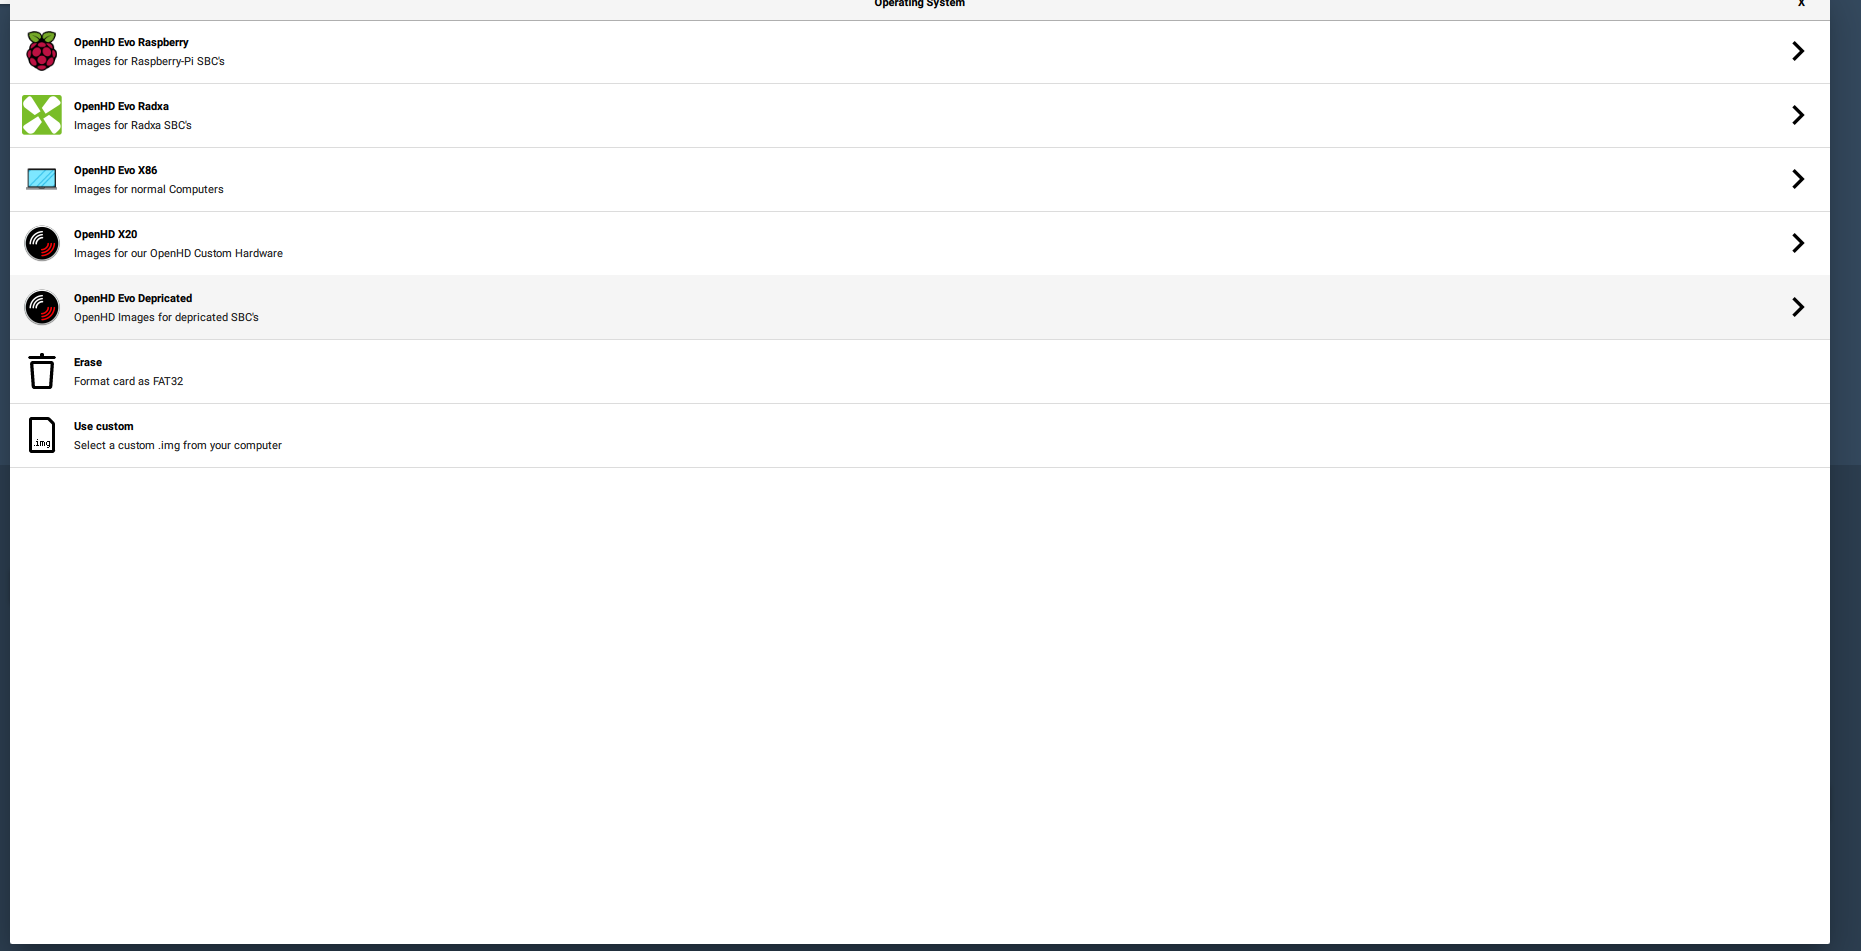 Operating System
X
OpenHD Evo Raspberry
Images for Raspberry-Pi SBC's
OpenHD Evo Radxa
Images for Radxa SBC's
OpenHD Evo X86
Images for normal Computers
OpenHD X20
Images for our OpenHD Custom Hardware
OpenHD Evo Depricated
OpenHD Images for depricated SBC's
Erase
Format card as FAT32
.img
Use custom
Select a custom .img from your computer